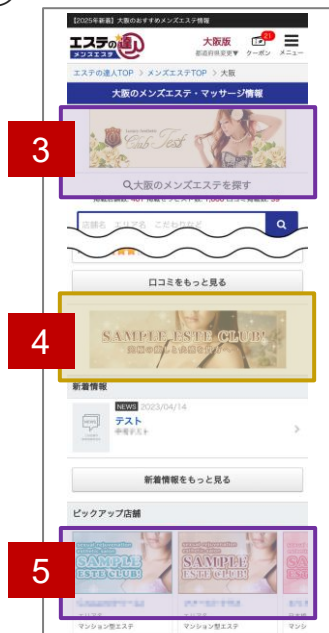 【2025年新着】大阪のおすすめメンズエステ情報
エステの達人
メンズエステ
大阪版
都道府県変更▼
21
クーポン
メニュー
エステの達人TOP > メンズエステTOP > 大阪
大阪のメンズエステ・マッサージ情報
3
Club Test
大阪のメンズエステを探す
店舗名 エリア名 こだわりなど
口コミをもっと見る
4
SAMPLE ESTE CLUB!
新着情報
NEWS 2023/04/14
NEWS
テスト
新着情報をもっと見る
ピックアップ店舗
5
SAMPLE
ESTE CLUB!
SAMPLE
ESTE CLUB!
マンション型エステ
マンション型エステ
マンシ